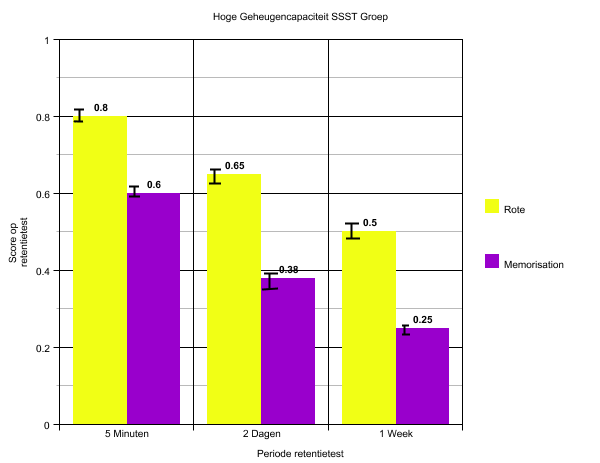 Hoge Geheugencapaciteit SSST Groep
1
0.8
0.6
0.4
0.2
0
Score op
retentietest
0.8
0.6
0.65
0.38
0.5
0.25
5 Minuten
2 Dagen
1 Week
Periode retentietest
Rote
Memorisation